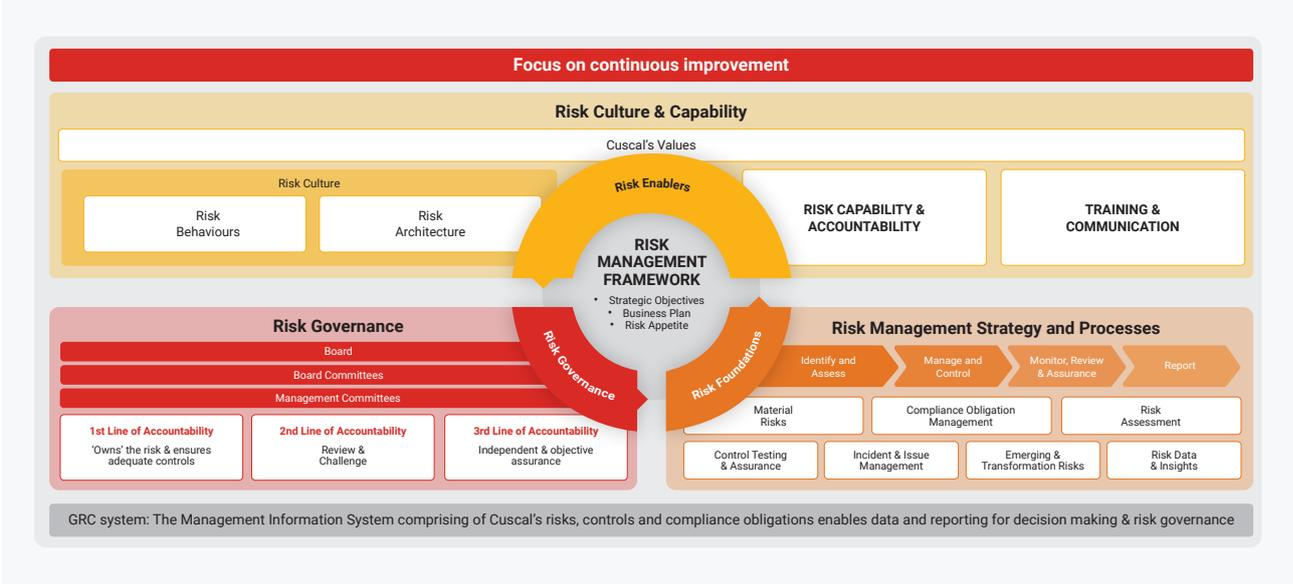 Focus on continuous improvement
Risk Culture & Capability
Cuscal's Values
Risk Culture
Risk
Behaviours
Risk
Architecture
Risk Enablers
RISK CAPABILITY &
ACCOUNTABILITY
TRAINING &
COMMUNICATION
RISK
MANAGEMENT
FRAMEWORK
• Strategic Objectives
• Business Plan
• Risk Appetite
Risk Governance
Board
Board Committees
Management Committees
1st Line of Accountability
'Owns' the risk & ensures
adequate controls
2nd Line of Accountability
Review &
Challenge
3rd Line of Accountability
Independent & objective
assurance
Risk Governance
Risk Foundations
Risk Management Strategy and Processes
Identify and
Assess
Manage and
Control
Monitor, Review
& Assurance
Report
Material
Risks
Compliance Obligation
Management
Risk
Assessment
Control Testing
& Assurance
Incident & Issue
Management
Emerging &
Transformation Risks
Risk Data
& Insights
GRC system: The Management Information System comprising of Cuscal's risks, controls and compliance obligations enables data and reporting for decision making & risk governance